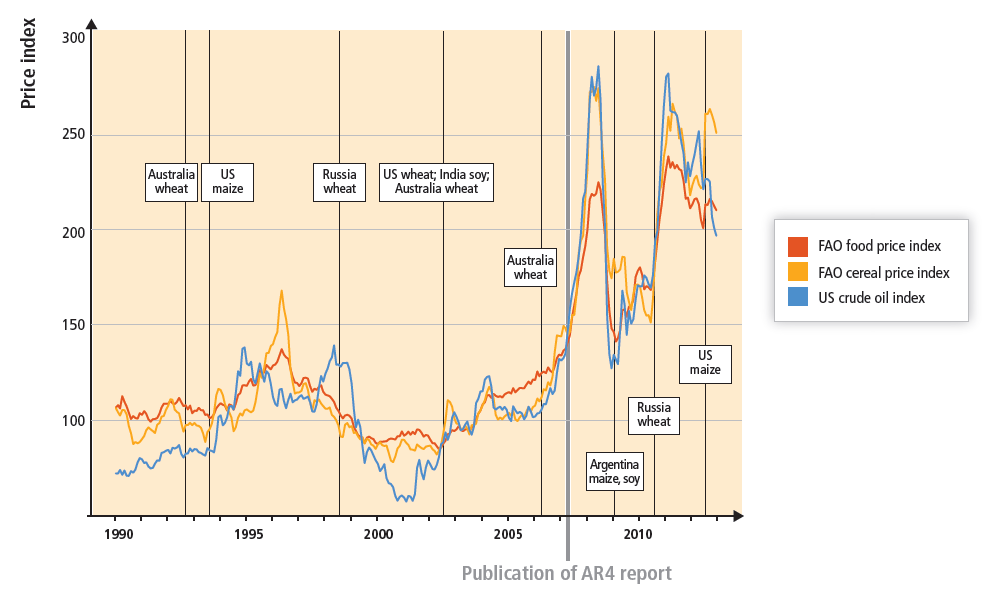 Price index
300
250
200
150
100
Australia
wheat
US
maize
Russia
wheat
US wheat; India soy;
Australia wheat
Australia
wheat
US
maize
Russia
wheat
Argentina
maize, soy
1990
1995
2000
2005
2010
Publication of AR4 report
FAO food price index
FAO cereal price index
US crude oil index